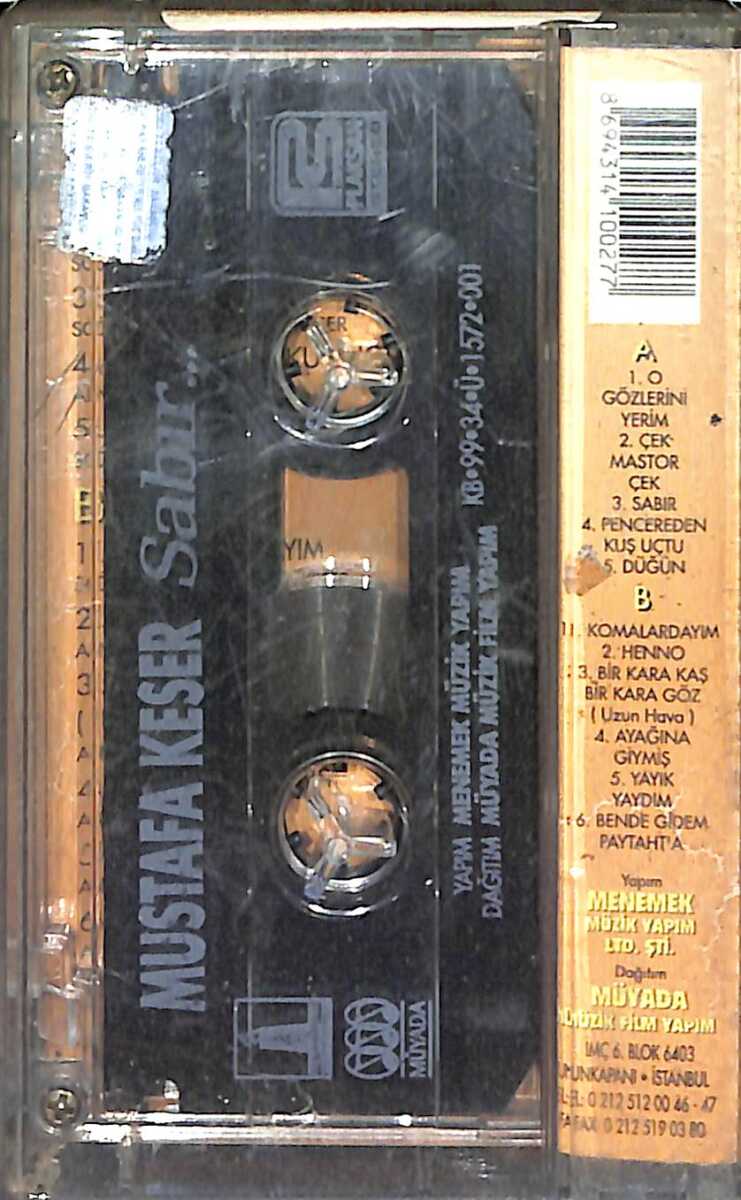 MUSTAFA KESER Sabır...
PLAKSAN
KB•99•34•Ü•1572•001
YAPIM MENEMEK MÜZİK YAPIM
DAĞITIM MÜYADA MÜZİK FİLM YAPIM
MÜYADA
YIM
8 694314 100277
A
1. O
GÖZLERİNİ
YERİM
2. ÇEK
MASTOR
ÇEK
3. SABIR
4. PENCEREDEN
KUŞ UÇTU
5. DÜĞÜN
B
1. KOMALARDAYIM
2. HENNO
3. BİR KARA KAŞ
BİR KARA GÖZ
( Uzun Hava )
4. AYAĞINA
GİYMİŞ
5. YAYIK
YAYDIM
6. BENDE GİDEM
PAYTAHT'A
Yapım
MENEMEK
MÜZİK YAPIM
LTD. ŞTİ.
Dağıtım
MÜYADA
MÜZİK FİLM YAPIM
İMÇ 6. BLOK 6403
UNKAPANI • İSTANBUL
0 212 512 00 46 - 47
FAX 0 212 519 03 80